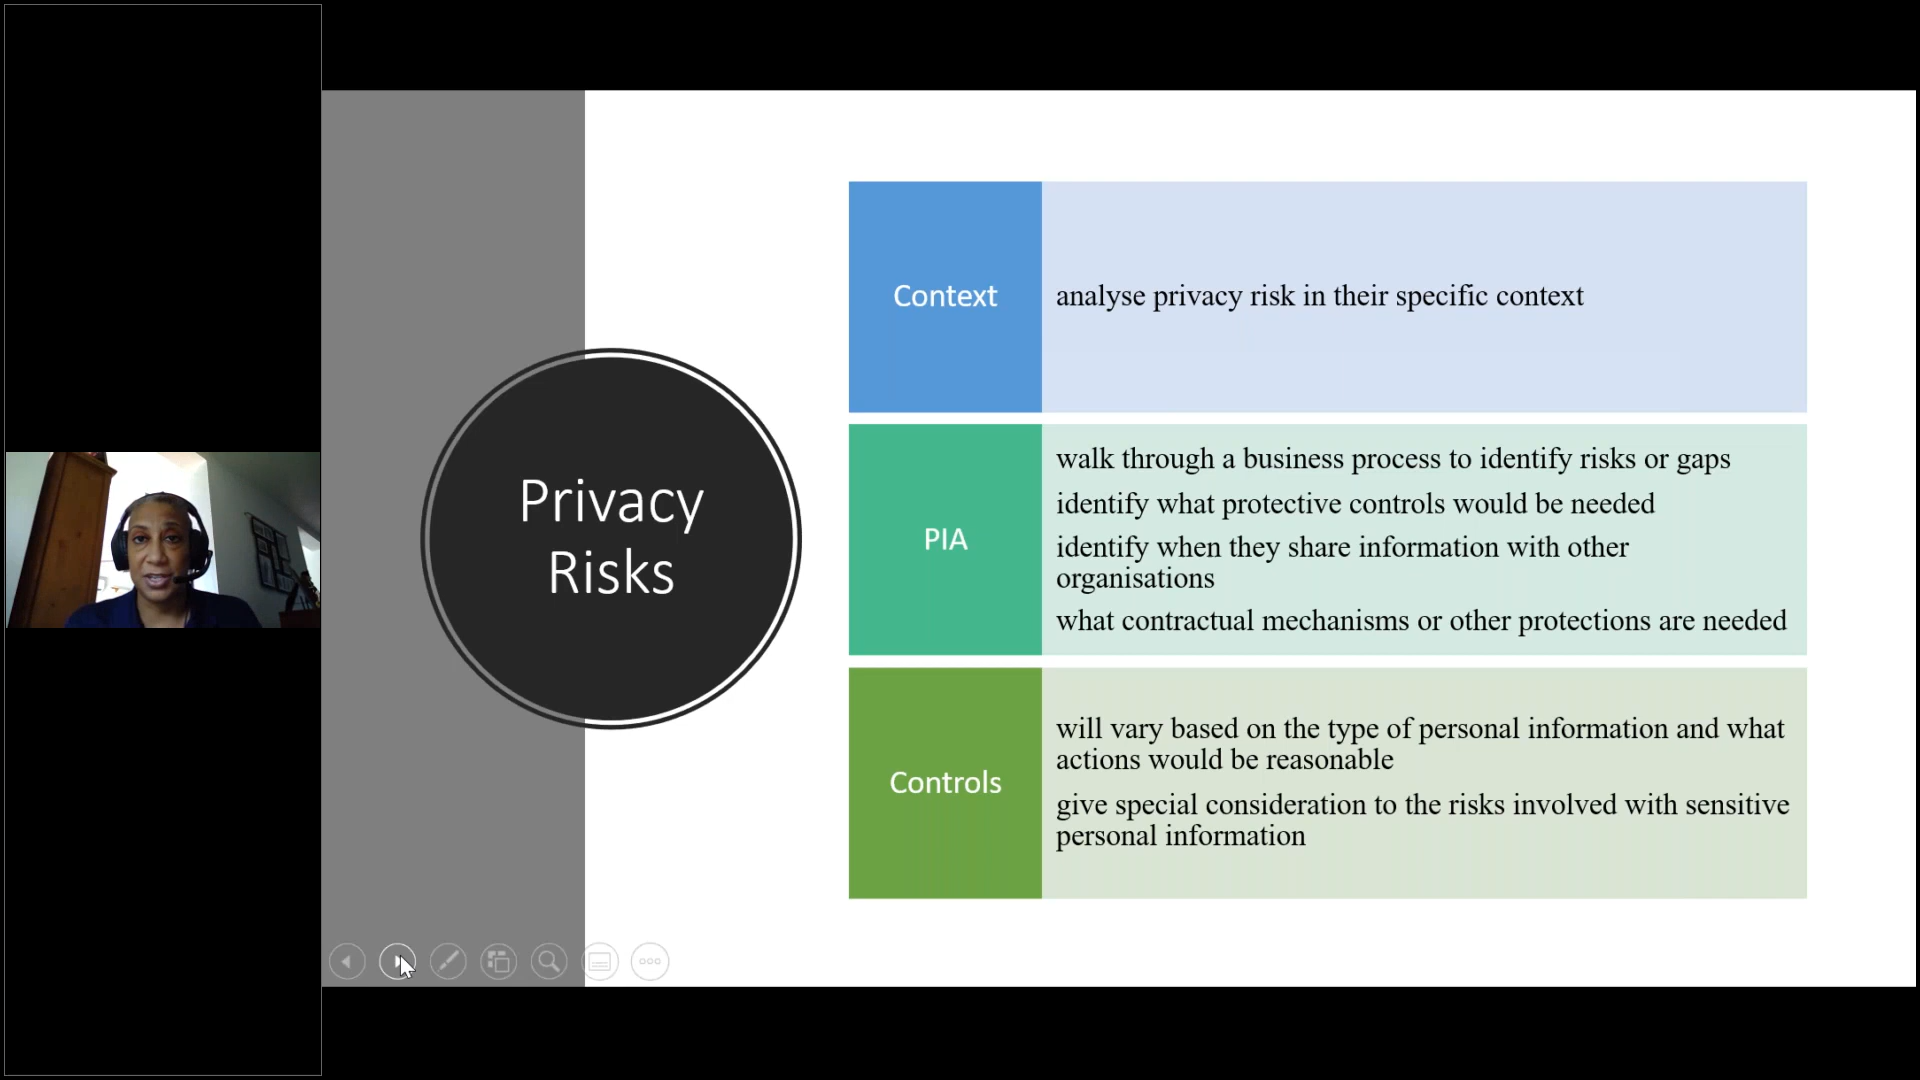 Privacy
Risks
Context
analyse privacy risk in their specific context
PIA
walk through a business process to identify risks or gaps
identify what protective controls would be needed
identify when they share information with other
organisations
what contractual mechanisms or other protections are needed
Controls
will vary based on the type of personal information and what
actions would be reasonable
give special consideration to the risks involved with sensitive
personal information